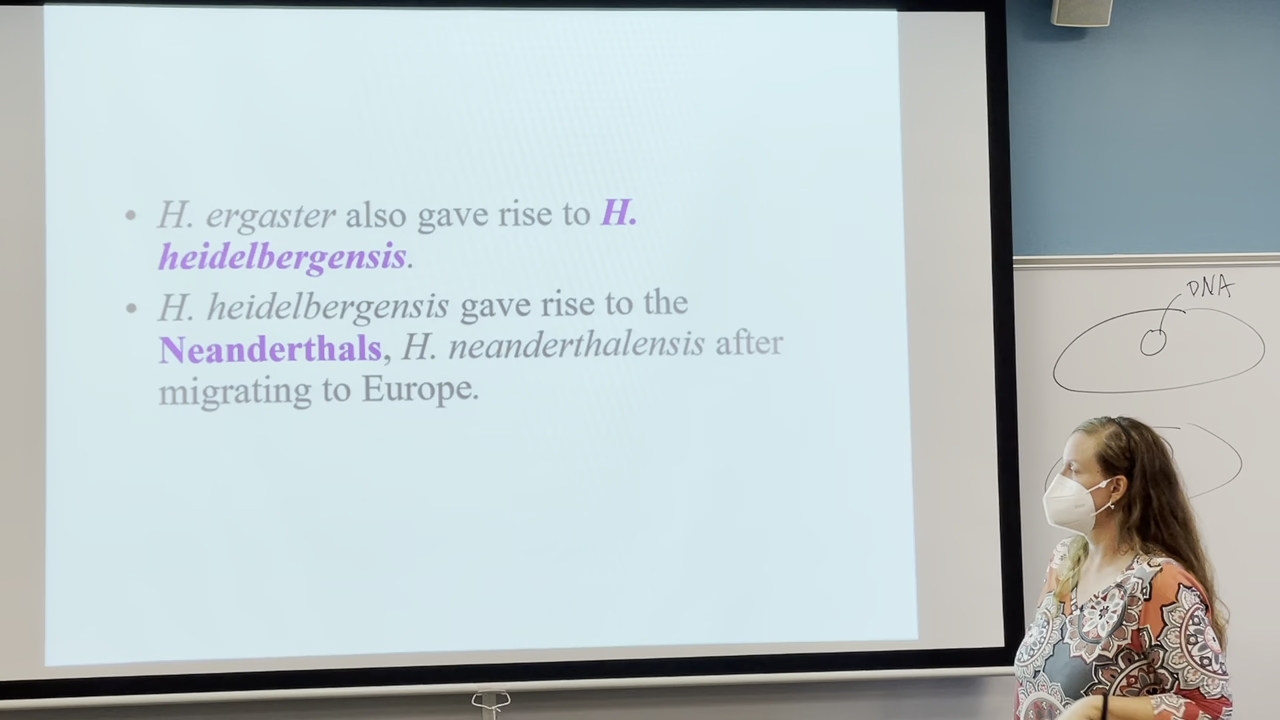 • H. ergaster also gave rise to H.
heidelbergensis.
• H. heidelbergensis gave rise to the
Neanderthals, H. neanderthalensis after
migrating to Europe.
DNA